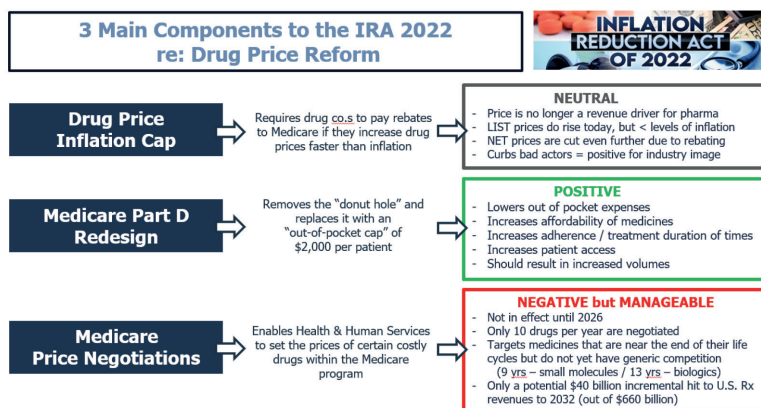 3 Main Components to the IRA 2022
re: Drug Price Reform
INFLATION
REDUCTION ACT
OF 2022
Drug Price
Inflation Cap
Requires drug co.s to pay rebates
to Medicare if they increase drug
prices faster than inflation
NEUTRAL
- Price is no longer a revenue driver for pharma
- LIST prices do rise today, but < levels of inflation
- NET prices are cut even further due to rebating
- Curbs bad actors = positive for industry image
Medicare Part D
Redesign
Removes the “donut hole” and
replaces it with an
“out-of-pocket cap” of
$2,000 per patient
POSITIVE
- Lowers out of pocket expenses
- Increases affordability of medicines
- Increases adherence / treatment duration of times
- Increases patient access
- Should result in increased volumes
Medicare
Price Negotiations
Enables Health & Human Services
to set the prices of certain costly
drugs within the Medicare
program
NEGATIVE but MANAGEABLE
- Not in effect until 2026
- Only 10 drugs per year are negotiated
- Targets medicines that are near the end of their life
cycles but do not yet have generic competition
(9 yrs – small molecules / 13 yrs – biologics)
- Only a potential $40 billion incremental hit to U.S. Rx
revenues to 2032 (out of $660 billion)